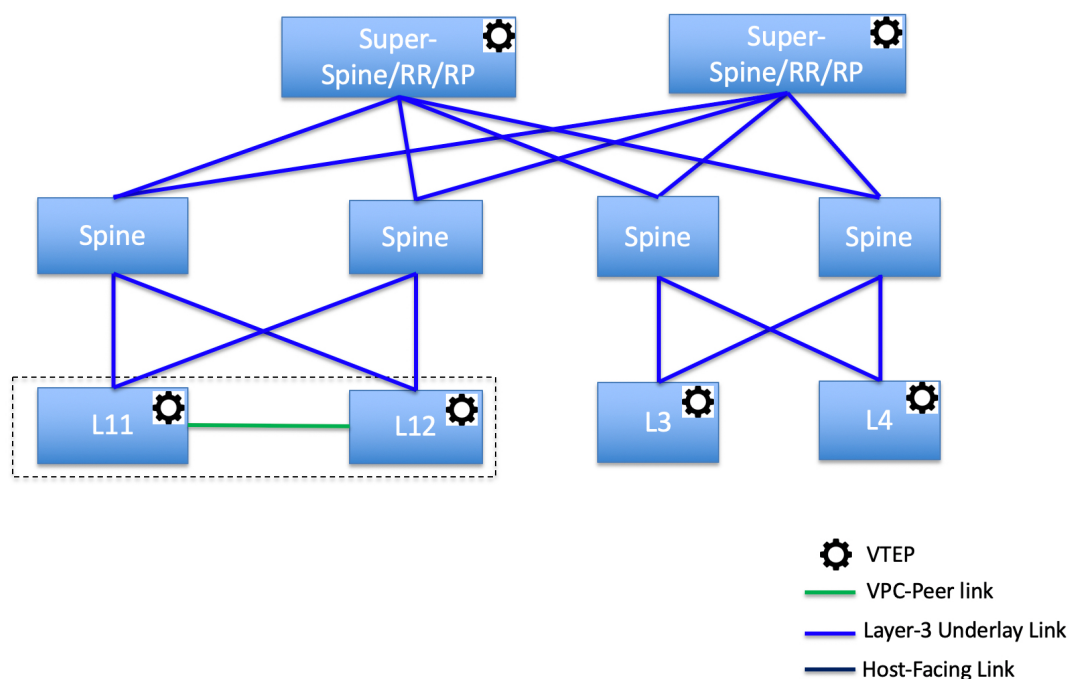 Super-
Spine/RR/RP
Super-
Spine/RR/RP
Spine
Spine
Spine
Spine
L11
L12
L3
L4
VTEP
VPC-Peer link
Layer-3 Underlay Link
Host-Facing Link